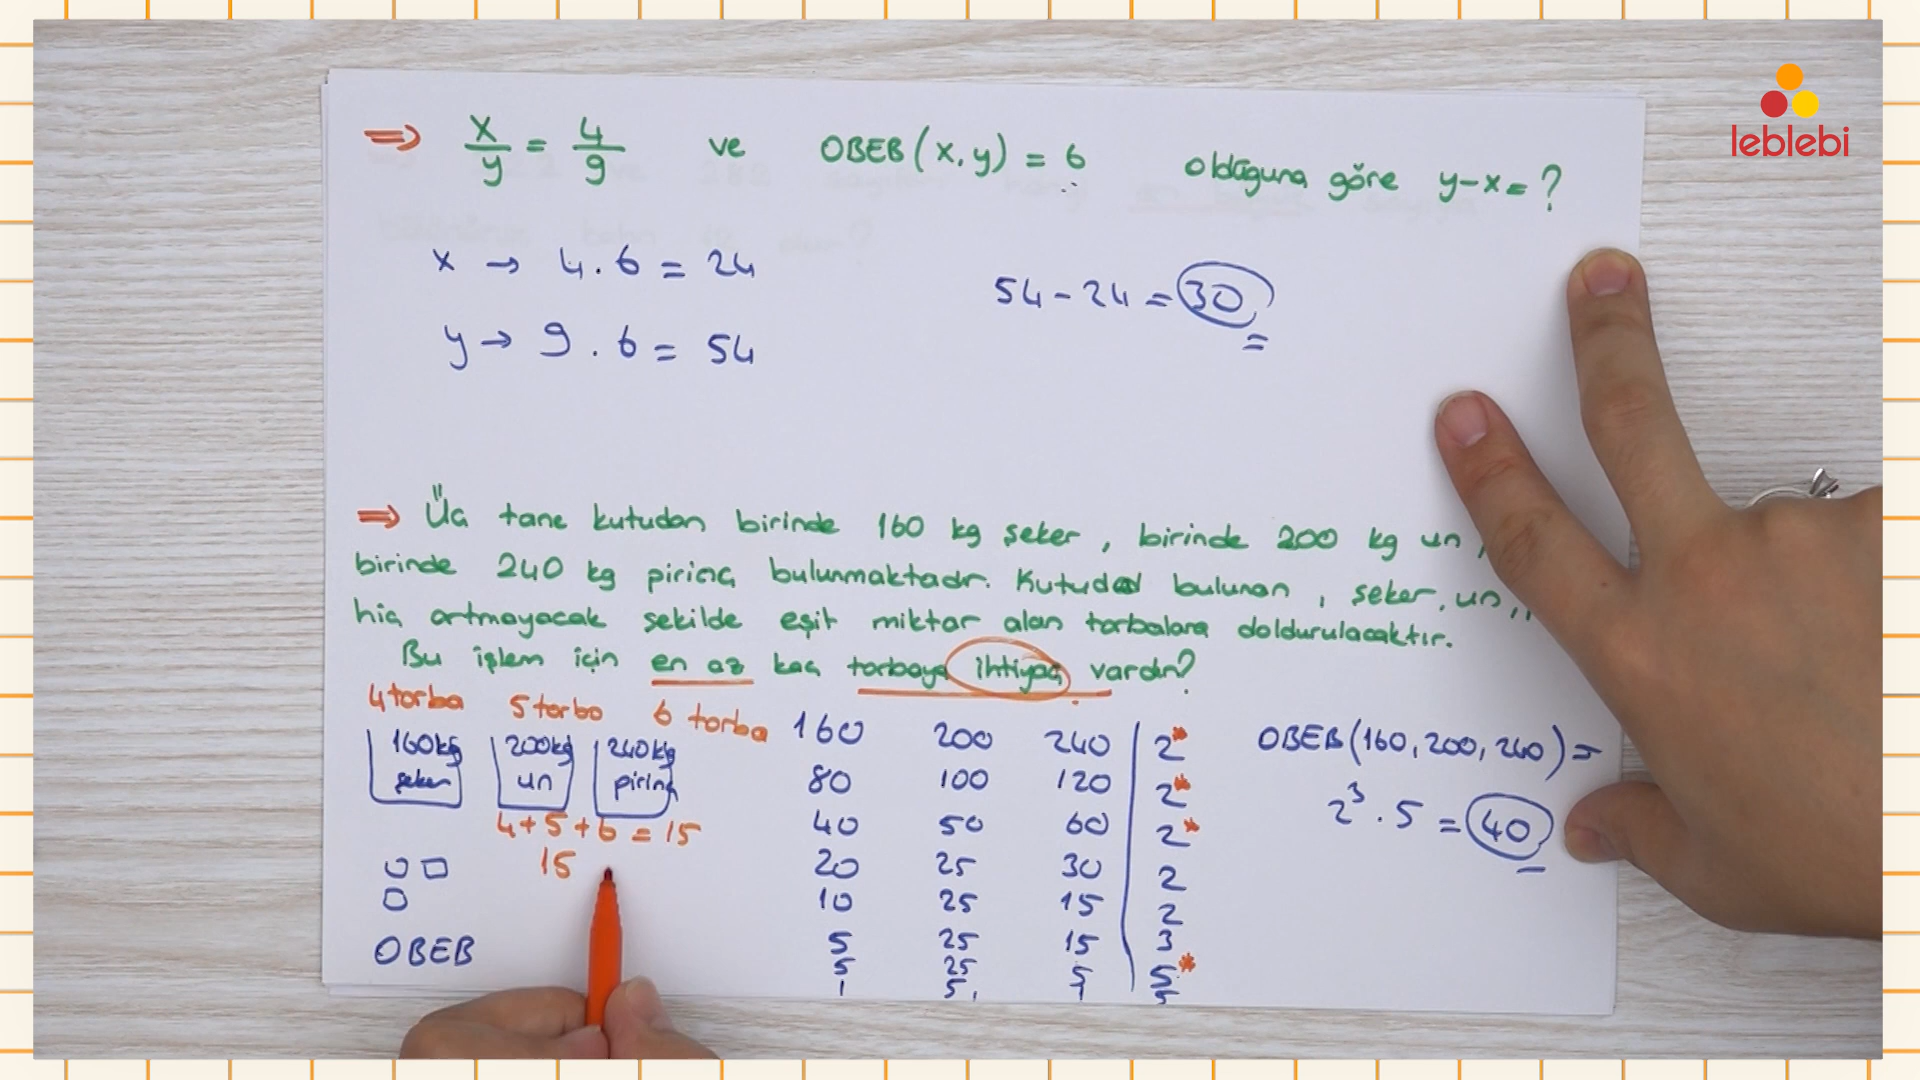 leblebi
⇒ x/y = 4/9 ve OBEB(x,y) = 6 olduğuna göre y-x=?
x → 4.6 = 24
54-24 = 30
y → 9.6 = 54
⇒ Üç tane kutudan birinde 160 kg şeker, birinde 200 kg un,
birinde 240 kg pirinç bulunmaktadır. Kutuda bulunan, şeker, un,
hiç artmayacak şekilde eşit miktar alan torbalara doldurulacaktır.
Bu işlem için en az kaç torbaya ihtiyaç vardır?
4 torba 5 torba 6 torba
160kg 200kg 240kg
şeker un pirinç
4+5+6=15
15
OBEB
160 200 240 | 2*
80 100 120 | 2*
40 50 60 | 2*
20 25 30 | 2
10 25 15 | 2
5 25 15 | 3
5 25 5 | 5*
1 5 1 | 5
OBEB(160,200,240)=
2³.5 = 40